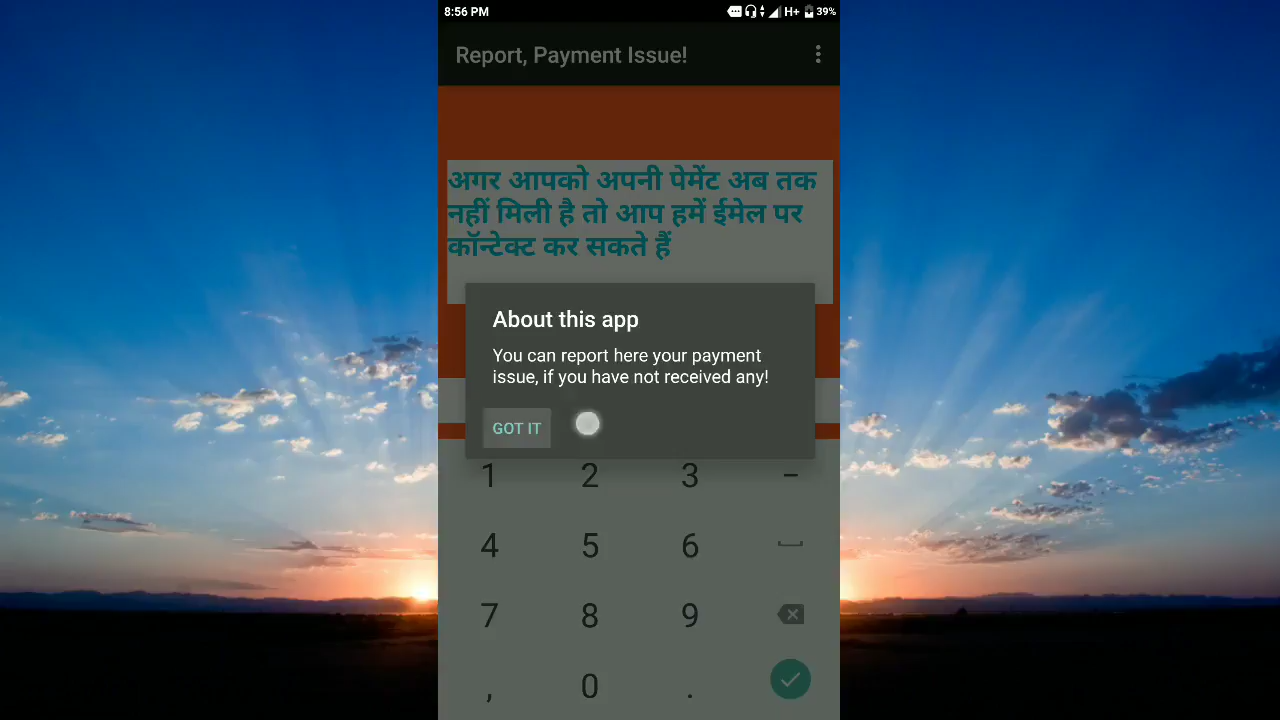 8:56 PM
H+ 39%
Report, Payment Issue!
अगर आपको अपनी पेमेंट अब तक
नहीं मिली है तो आप हमें ईमेल पर
कॉन्टेक्ट कर सकते हैं
About this app
You can report here your payment
issue, if you have not received any!
GOT IT
1 2 3 –
4 5 6
7 8 9
, 0 .